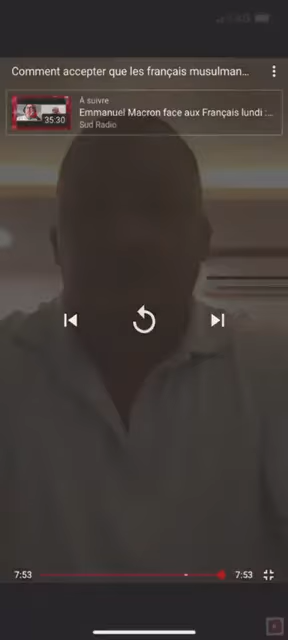 Comment accepter que les français musulman...
À suivre
Emmanuel Macron face aux Français lundi :...
35:30
Sud Radio
7:53
7:53